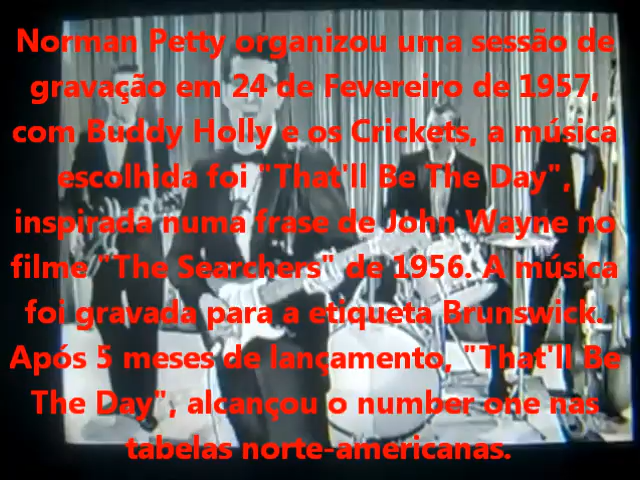 Norman Petty organizou uma sessão de
gravação em 24 de Fevereiro de 1957,
com Buddy Holly e os Crickets, a música
escolhida foi "That'll Be The Day",
inspirada numa frase de John Wayne no
filme "The Searchers" de 1956. A música
foi gravada para a etiqueta Brunswick.
Após 5 meses de lançamento, "That'll Be
The Day", alcançou o number one nas
tabelas norte-americanas.